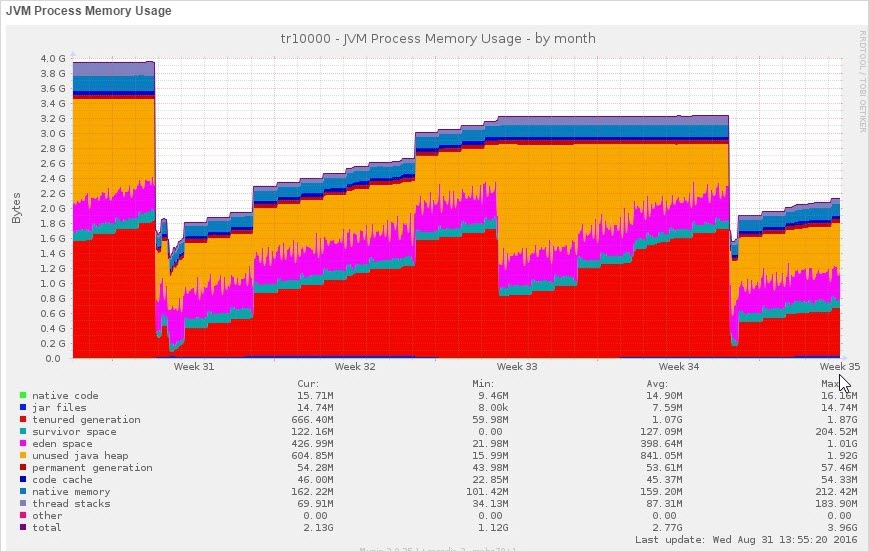 JVM Process Memory Usage
tr10000 - JVM Process Memory Usage - by month
RRDTOOL / TOBI OETIKER
Bytes
4.0 G
3.8 G
3.6 G
3.4 G
3.2 G
3.0 G
2.8 G
2.6 G
2.4 G
2.2 G
2.0 G
1.8 G
1.6 G
1.4 G
1.2 G
1.0 G
0.8 G
0.6 G
0.4 G
0.2 G
0.0
Week 31 Week 32 Week 33 Week 34 Week 35
Cur: Min: Avg: Max
native code 15.71M 9.46M 14.90M 16.16M
jar files 14.74M 8.00k 7.59M 14.74M
tenured generation 666.40M 59.98M 1.07G 1.87G
survivor space 122.16M 0.00 127.09M 204.52M
eden space 426.99M 21.98M 398.64M 1.01G
unused java heap 604.85M 15.99M 841.05M 1.92G
permanent generation 54.28M 43.98M 53.61M 57.46M
code cache 46.00M 22.85M 45.37M 54.33M
native memory 162.22M 101.42M 159.20M 212.42M
thread stacks 69.91M 34.13M 87.31M 183.90M
other 0.00 0.00 0.00 0.00
total 2.13G 1.12G 2.77G 3.96G
Last update: Wed Aug 31 13:55:20 2016